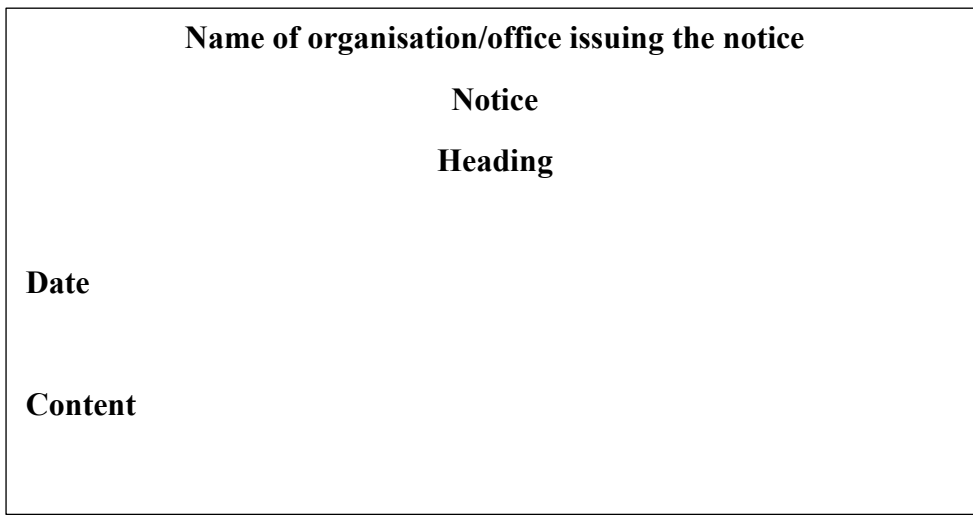 Name of organisation/office issuing the notice
Notice
Heading
Date
Content